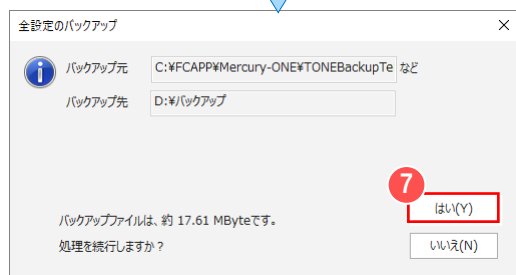 全設定のバックアップ
バックアップ元 C:¥FCAPP¥Mercury-ONE¥TONEBackupTe など
バックアップ先 D:¥バックアップ
7
はい(Y)
バックアップファイルは、約 17.61 MByteです。
処理を続行しますか？
いいえ(N)